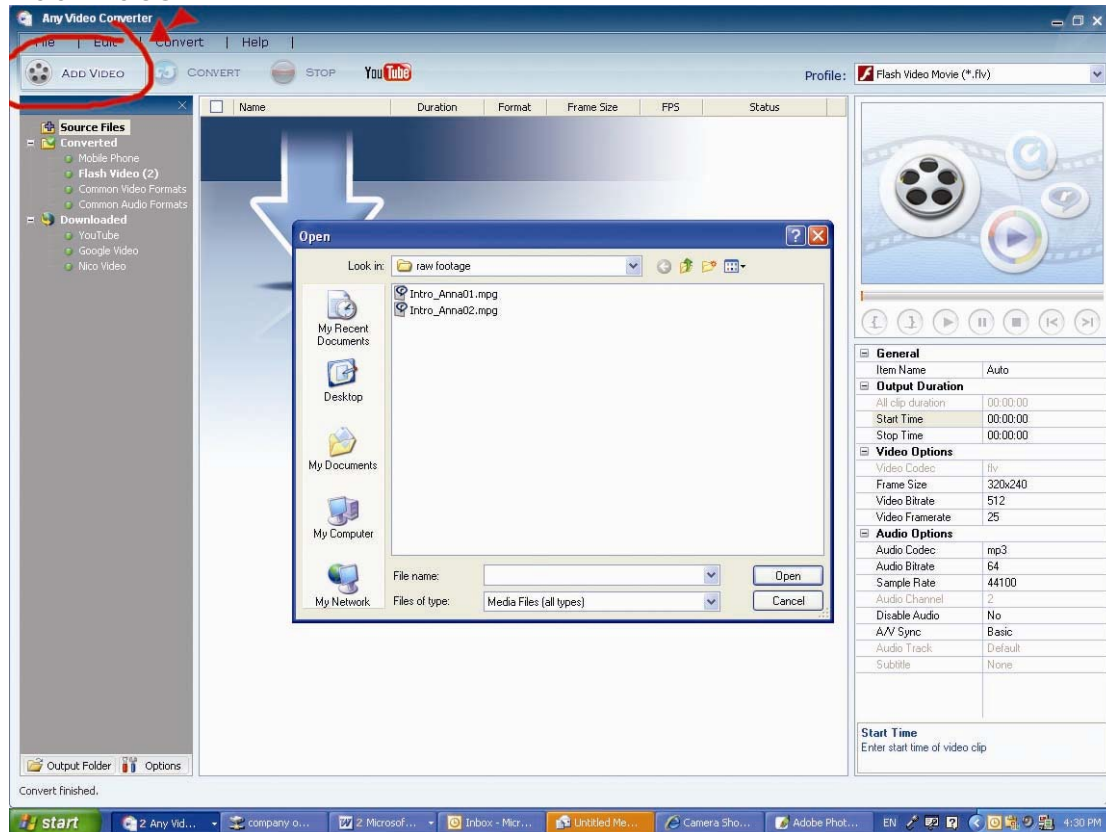 Any Video Converter
File | Edit | Convert | Help |
ADD VIDEO CONVERT STOP YouTube Profile: Flash Video Movie (*.flv)
Name Duration Format Frame Size FPS Status
Source Files
Converted
Mobile Phone
Flash Video (2)
Common Video Formats
Common Audio Formats
Downloaded
YouTube
Google Video
Nico Video
Open
Look in: raw footage
Intro_Anna01.mpg
Intro_Anna02.mpg
My Recent
Documents
Desktop
My Documents
My Computer
My Network
File name: Open
Files of type: Media Files (all types) Cancel
General
Item Name Auto
Output Duration
All clip duration 00:00:00
Start Time 00:00:00
Stop Time 00:00:00
Video Options
Video Codec flv
Frame Size 320x240
Video Bitrate 512
Video Framerate 25
Audio Options
Audio Codec mp3
Audio Bitrate 64
Sample Rate 44100
Audio Channel 2
Disable Audio No
A/V Sync Basic
Audio Track Default
Subtitle None
Start Time
Enter start time of video clip
Output Folder Options
Convert finished.
start 2 Any Vid... company o... 2 Microsof... Inbox - Micr... Untitled Me... Camera Sho... Adobe Phot... EN 4:30 PM